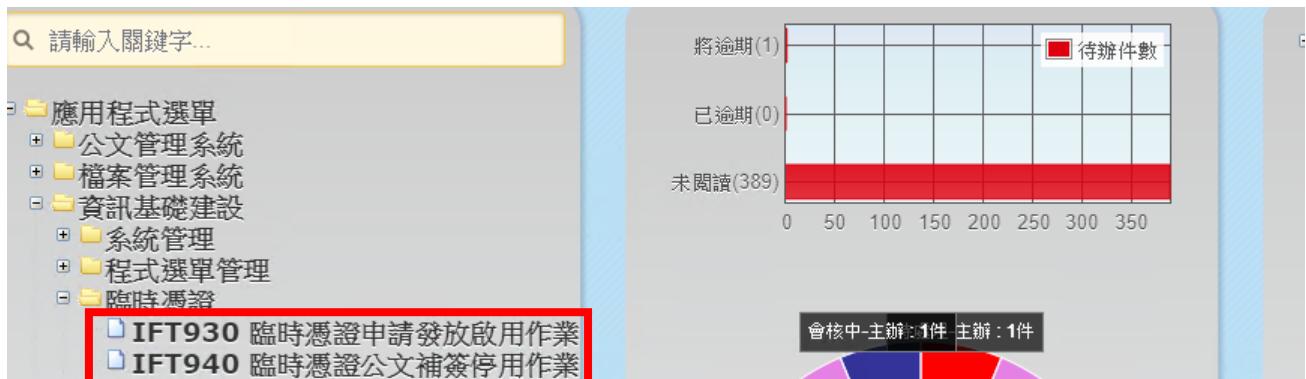 請輸入關鍵字...
應用程式選單
公文管理系統
檔案管理系統
資訊基礎建設
系統管理
程式選單管理
臨時憑證
IFT930 臨時憑證申請發放啟用作業
IFT940 臨時憑證公文補簽停用作業
將逾期(1)
待辦件數
已逾期(0)
未閱讀(389)
0 50 100 150 200 250 300 350
會核中-主辦：1件 主辦：1件